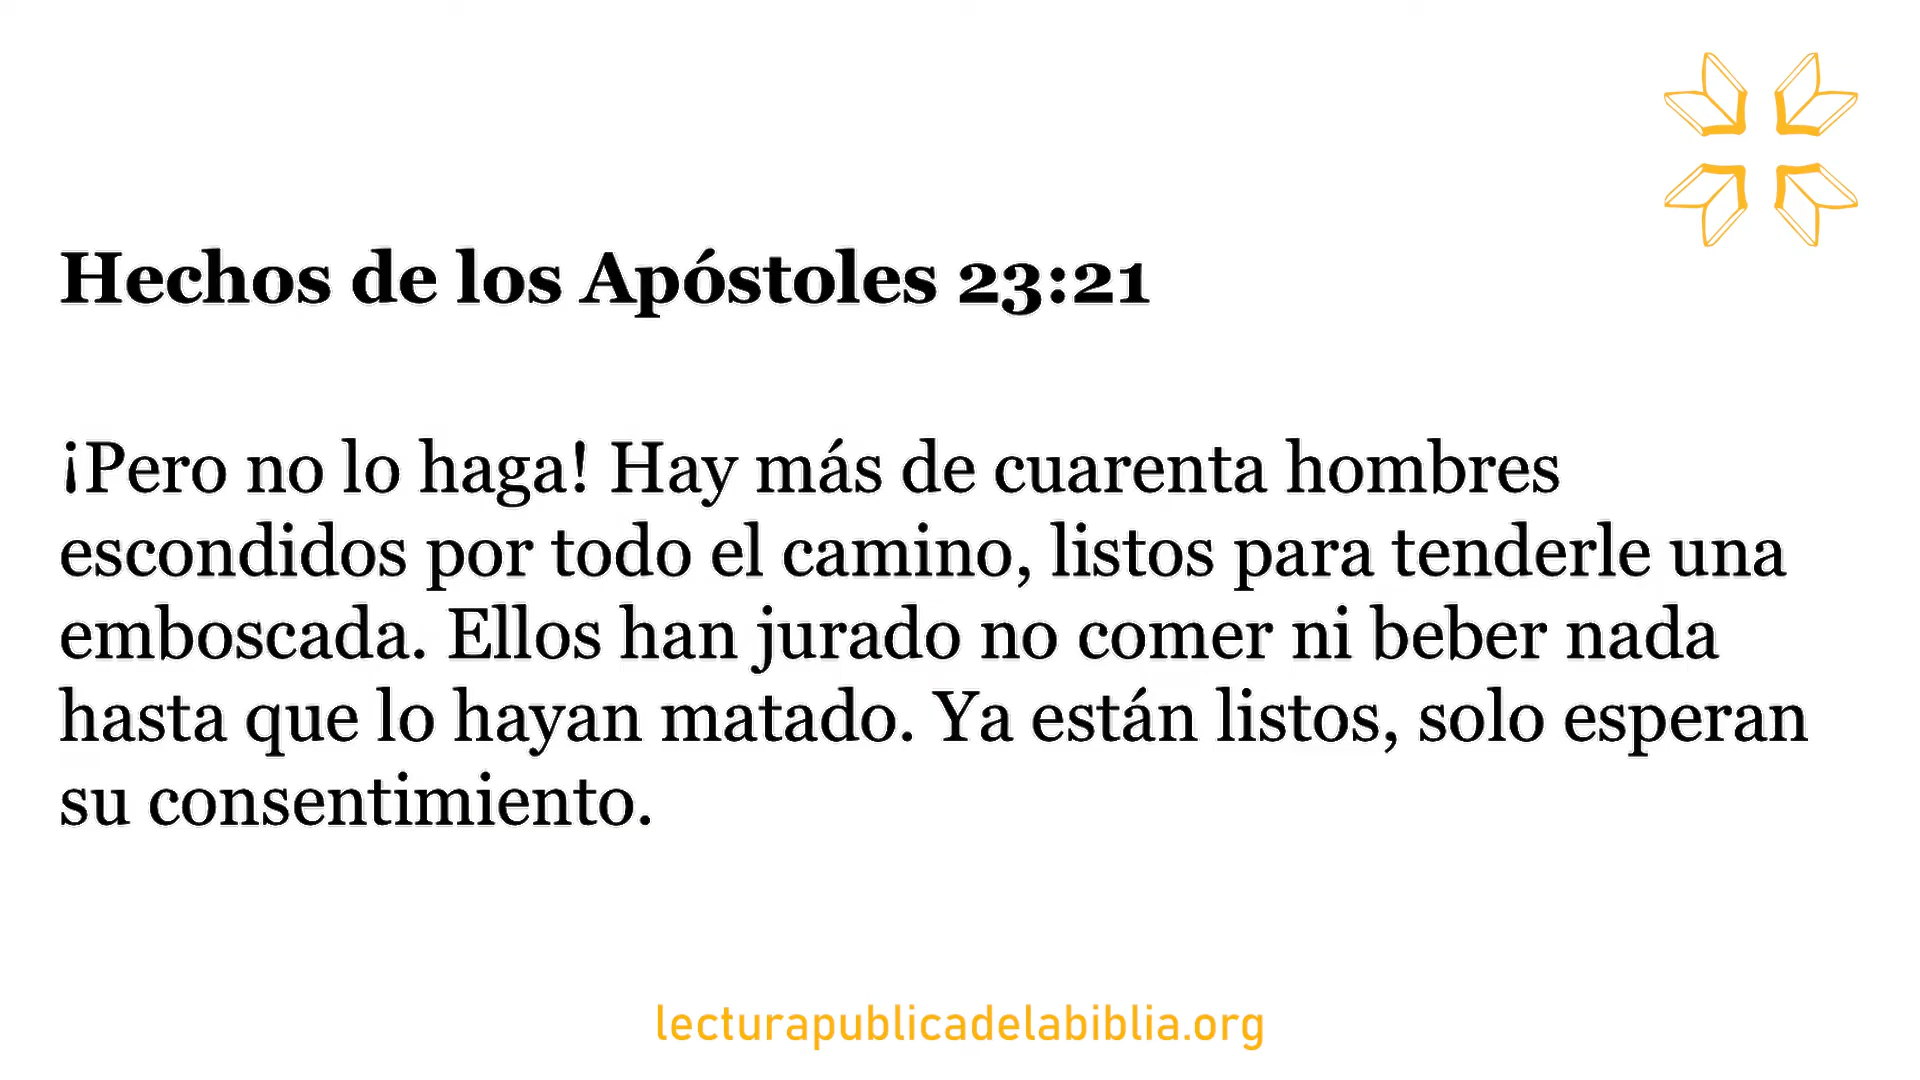 Hechos de los Apóstoles 23:21
¡Pero no lo haga! Hay más de cuarenta hombres
escondidos por todo el camino, listos para tenderle una
emboscada. Ellos han jurado no comer ni beber nada
hasta que lo hayan matado. Ya están listos, solo esperan
su consentimiento.
lecturapublicadelabiblia.org